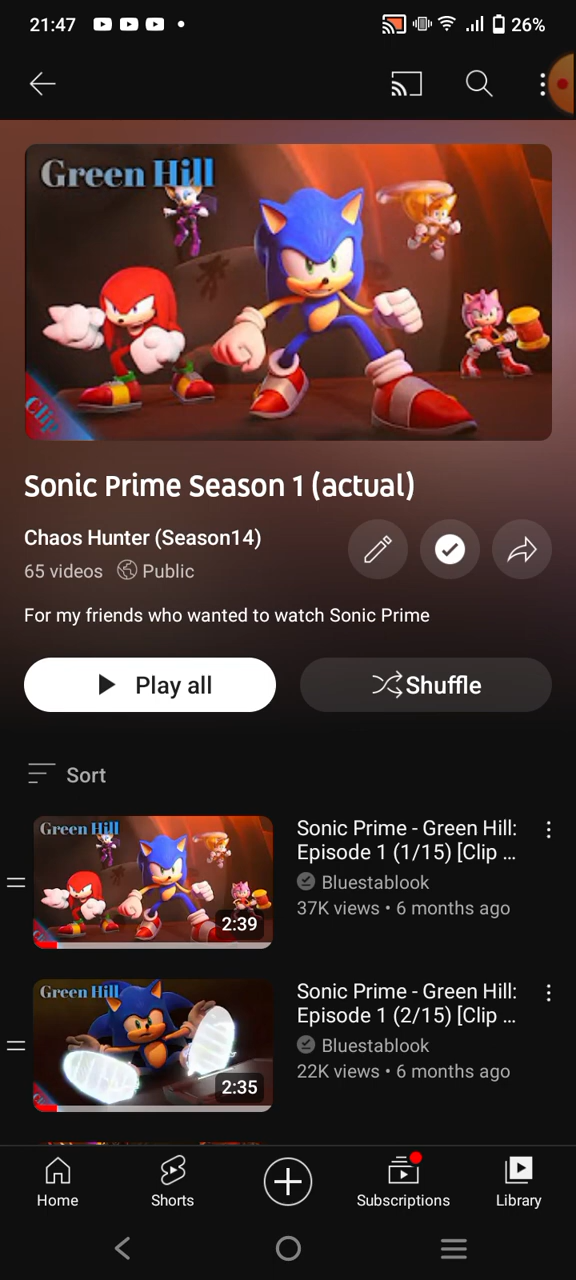 21:47
26%
Green Hill
Clip
Sonic Prime Season 1 (actual)
Chaos Hunter (Season14)
65 videos
Public
For my friends who wanted to watch Sonic Prime
Play all
Shuffle
Sort
Green Hill
2:39
Sonic Prime - Green Hill:
Episode 1 (1/15) [Clip ...
Bluestablook
37K views • 6 months ago
Green Hill
2:35
Sonic Prime - Green Hill:
Episode 1 (2/15) [Clip ...
Bluestablook
22K views • 6 months ago
Home
Shorts
Subscriptions
Library